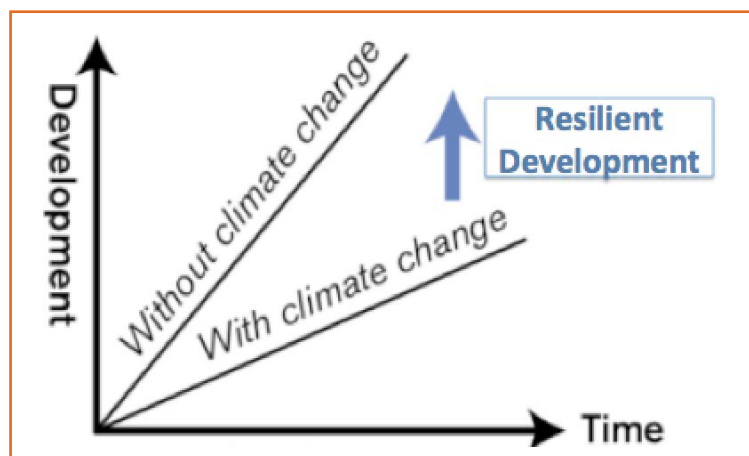 Development
Without climate change
With climate change
Resilient
Development
Time